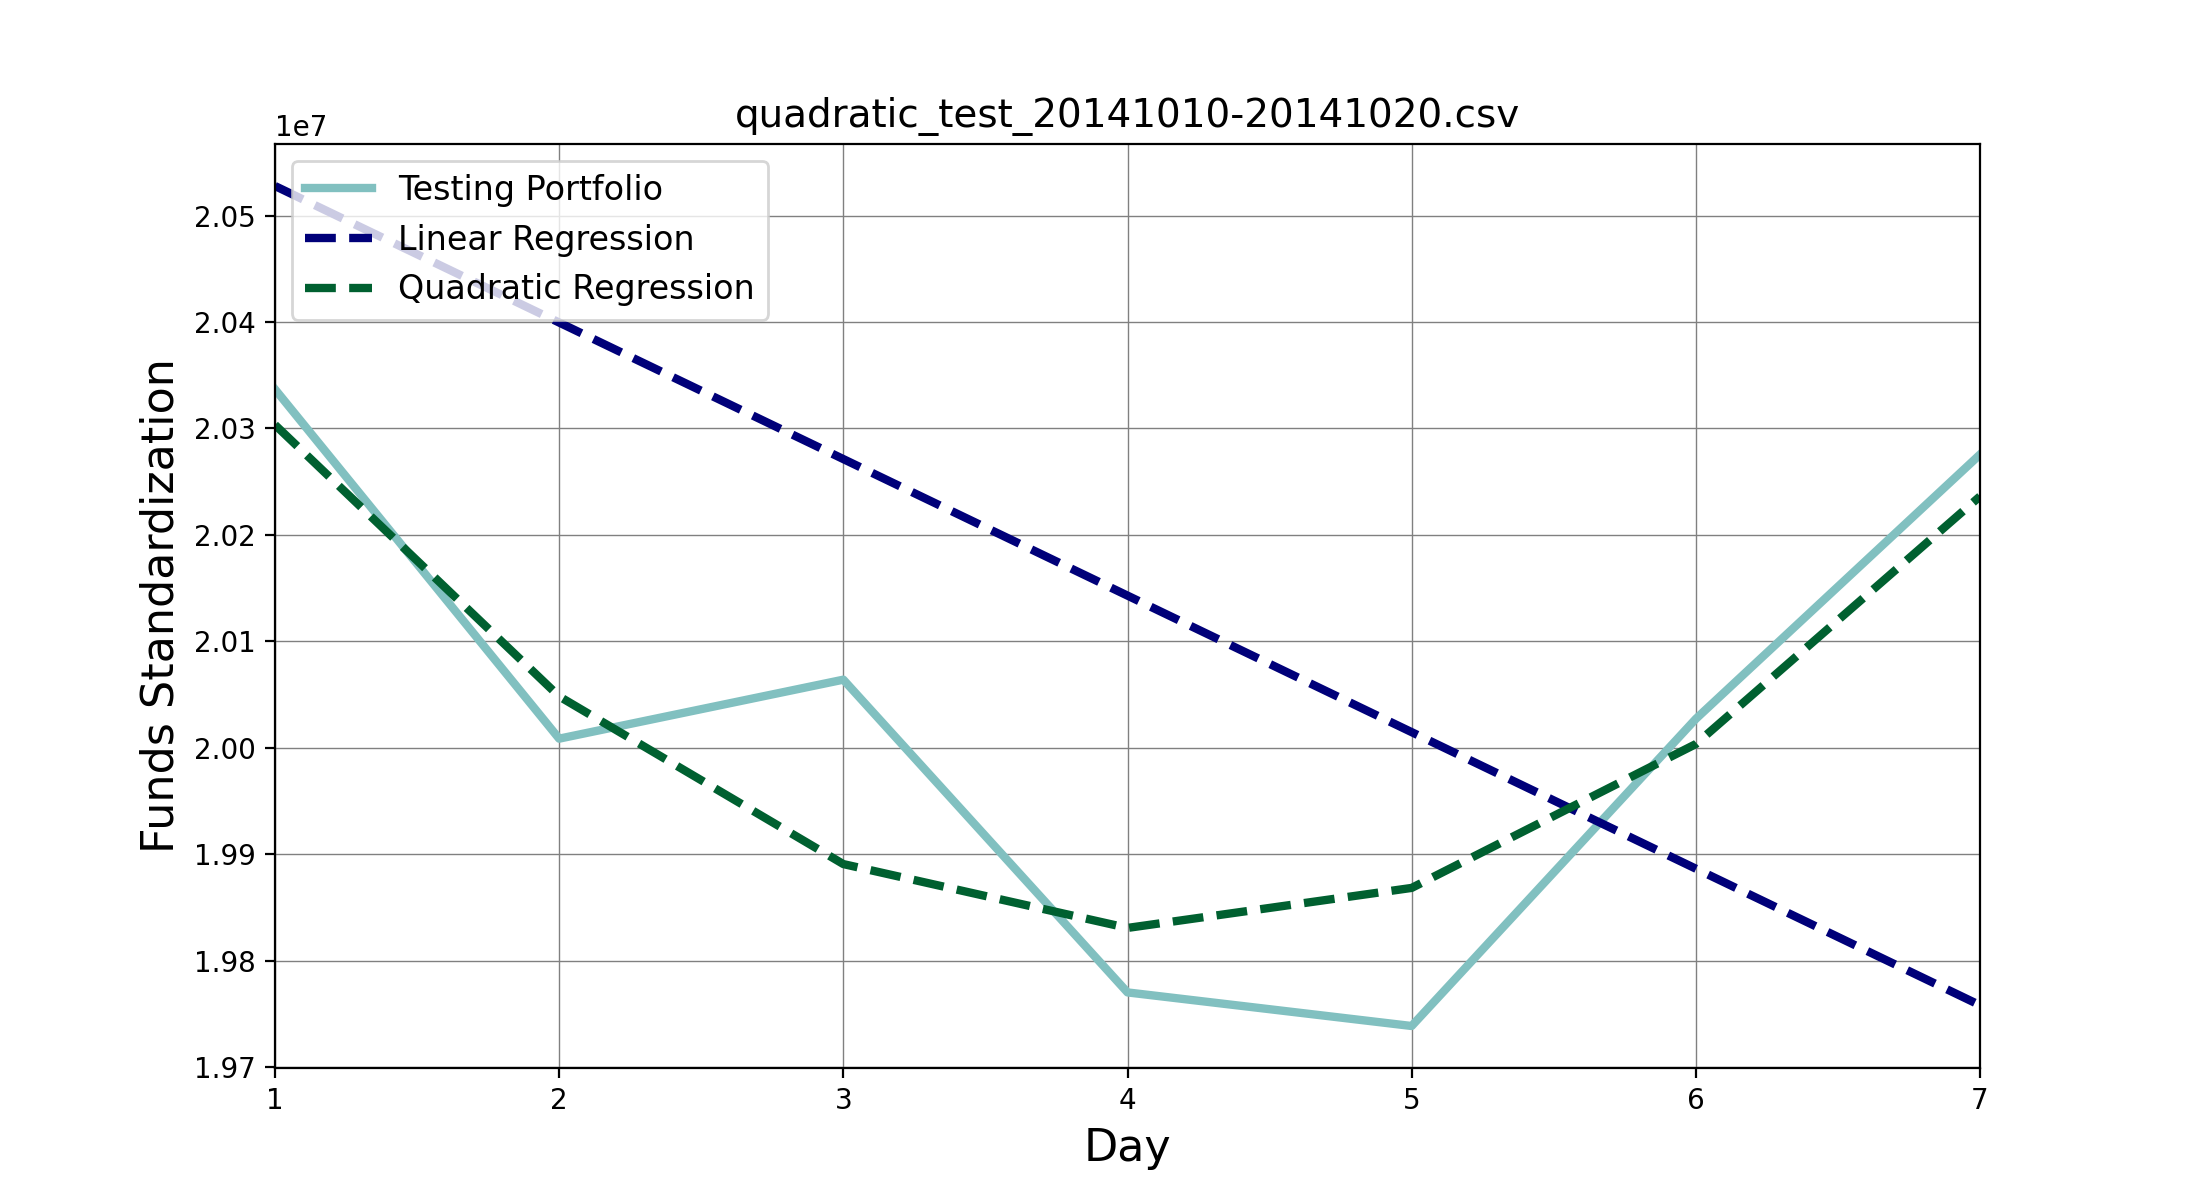 quadratic_test_20141010-20141020.csv
1e7
Testing Portfolio
Linear Regression
Quadratic Regression
2.05
2.04
2.03
2.02
2.01
2.00
1.99
1.98
1.97
Funds Standardization
1 2 3 4 5 6 7
Day